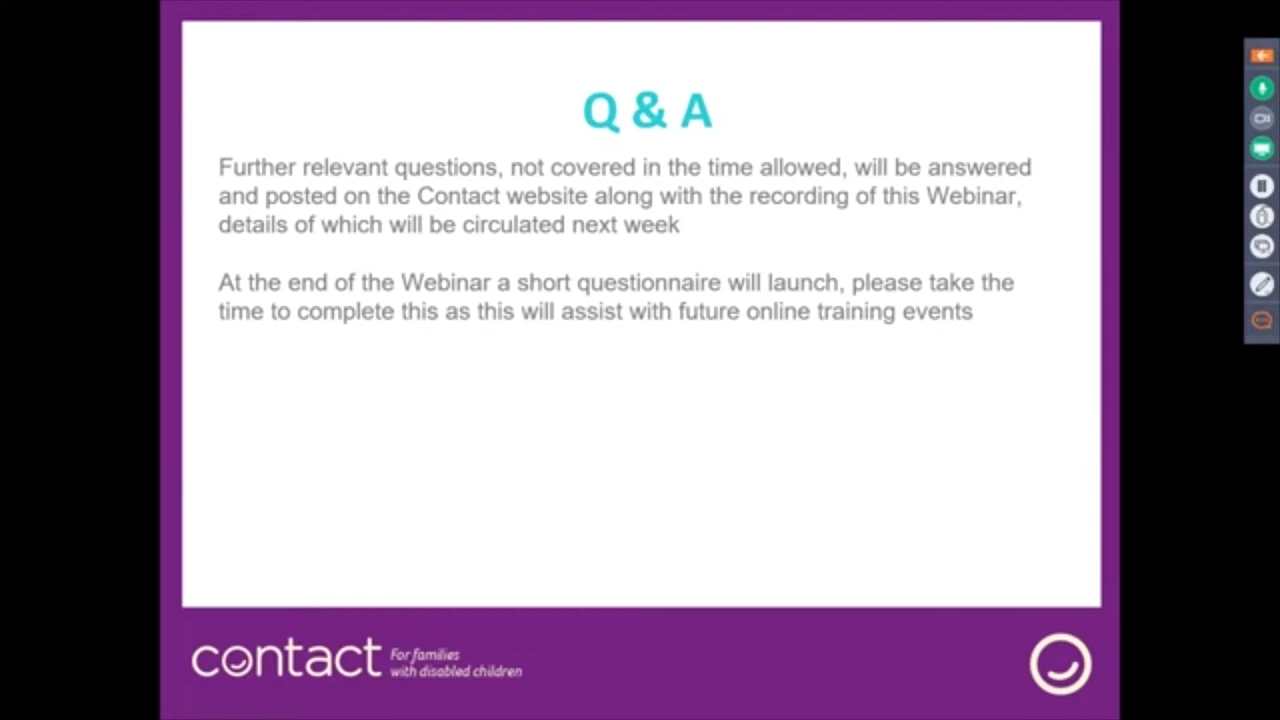 Q & A
Further relevant questions, not covered in the time allowed, will be answered
and posted on the Contact website along with the recording of this Webinar,
details of which will be circulated next week
At the end of the Webinar a short questionnaire will launch, please take the
time to complete this as this will assist with future online training events
contact
For families
with disabled children